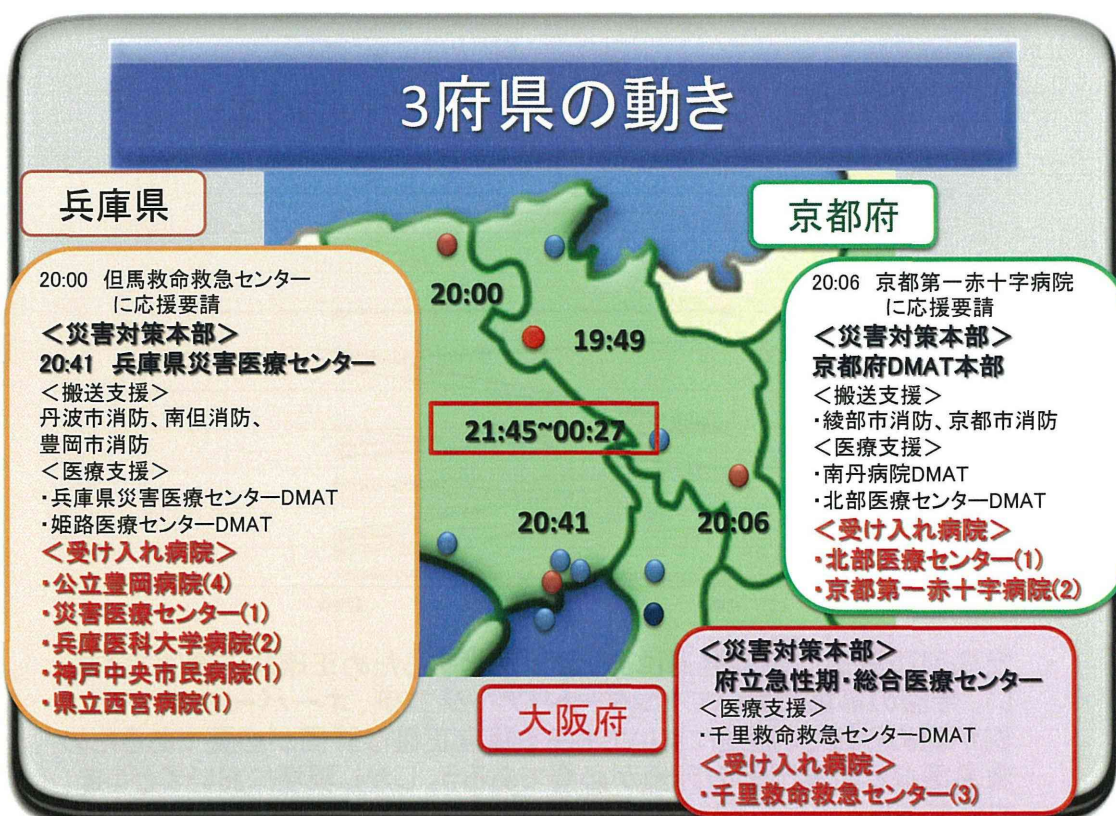 3府県の動き
兵庫県
20:00 但馬救命救急センター
に応援要請
<災害対策本部>
20:41 兵庫県災害医療センター
<搬送支援>
丹波市消防、南但消防、
豊岡市消防
<医療支援>
・兵庫県災害医療センターDMAT
・姫路医療センターDMAT
<受け入れ病院>
・公立豊岡病院(4)
・災害医療センター(1)
・兵庫医科大学病院(2)
・神戸中央市民病院(1)
・県立西宮病院(1)
20:00
19:49
21:45~00:27
20:41
20:06
京都府
20:06 京都第一赤十字病院
に応援要請
<災害対策本部>
京都府DMAT本部
<搬送支援>
・綾部市消防、京都市消防
<医療支援>
・南丹病院DMAT
・北部医療センターDMAT
<受け入れ病院>
・北部医療センター(1)
・京都第一赤十字病院(2)
大阪府
<災害対策本部>
府立急性期・総合医療センター
<医療支援>
・千里救命救急センターDMAT
<受け入れ病院>
・千里救命救急センター(3)